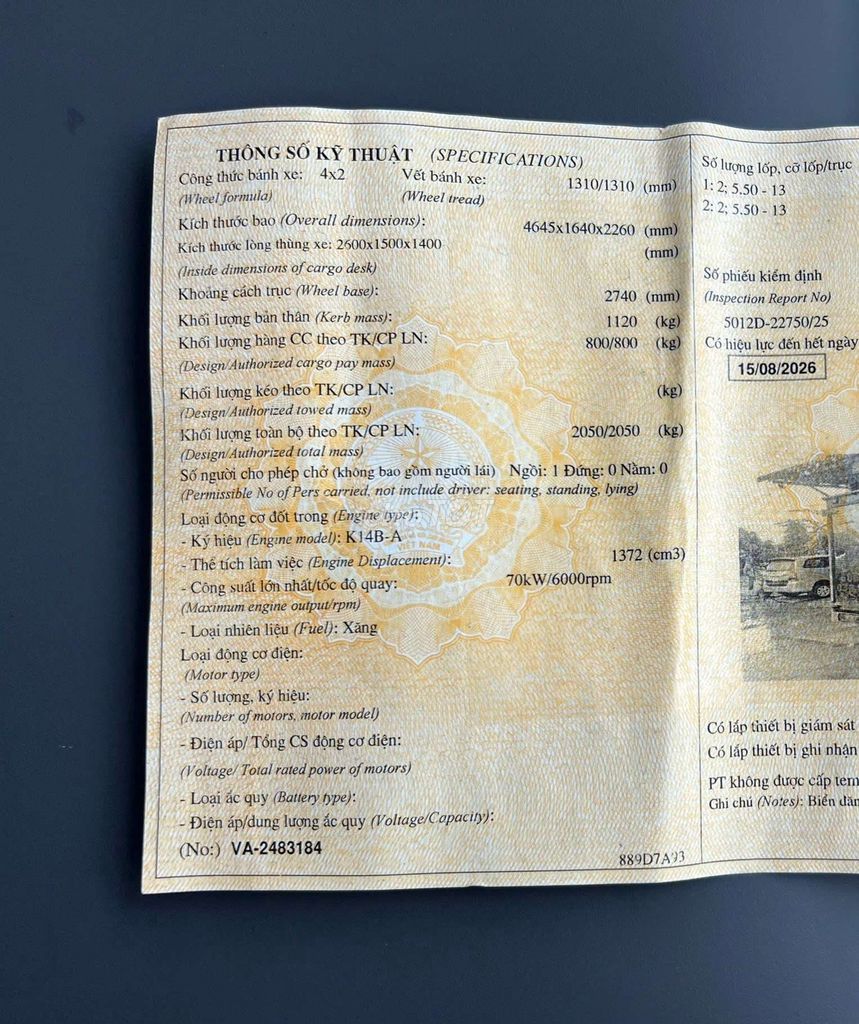 THÔNG SỐ KỸ THUẬT (SPECIFICATIONS)
Công thức bánh xe: 4x2 Vết bánh xe: 1310/1310 (mm)
(Wheel formula) (Wheel tread)
Kích thước bao (Overall dimensions): 4645x1640x2260 (mm)
Kích thước lòng thùng xe: 2600x1500x1400 (mm)
(Inside dimensions of cargo desk)
Khoảng cách trục (Wheel base): 2740 (mm)
Khối lượng bản thân (Kerb mass): 1120 (kg)
Khối lượng hàng CC theo TK/CP LN: 800/800 (kg)
(Design/Authorized cargo pay mass)
Khối lượng kéo theo TK/CP LN: (kg)
(Design/Authorized towed mass)
Khối lượng toàn bộ theo TK/CP LN: 2050/2050 (kg)
(Design/Authorized total mass)
Số người cho phép chở (không bao gồm người lái) Ngồi: 1 Đứng: 0 Nằm: 0
(Permissible No of Pers carried, not include driver: seating, standing, lying)
Loại động cơ đốt trong (Engine type):
- Ký hiệu (Engine model): K14B-A
VIỆT NAM
- Thể tích làm việc (Engine Displacement): 1372 (cm3)
- Công suất lớn nhất/tốc độ quay: 70kW/6000rpm
(Maximum engine output/rpm)
- Loại nhiên liệu (Fuel): Xăng
Loại động cơ điện:
(Motor type)
- Số lượng, ký hiệu:
(Number of motors, motor model)
- Điện áp/ Tổng CS động cơ điện:
(Voltage/ Total rated power of motors)
- Loại ắc quy (Battery type):
- Điện áp/dung lượng ắc quy (Voltage/Capacity):
(No:) VA-2483184
889D7A93
Số lượng lốp, cỡ lốp/trục
1: 2; 5.50 - 13
2: 2; 5.50 - 13
Số phiếu kiểm định
(Inspection Report No)
5012D-22750/25
Có hiệu lực đến hết ngày
15/08/2026
Có lắp thiết bị giám sát
Có lắp thiết bị ghi nhận
PT không được cấp tem
Ghi chú (Notes): Biển đăn